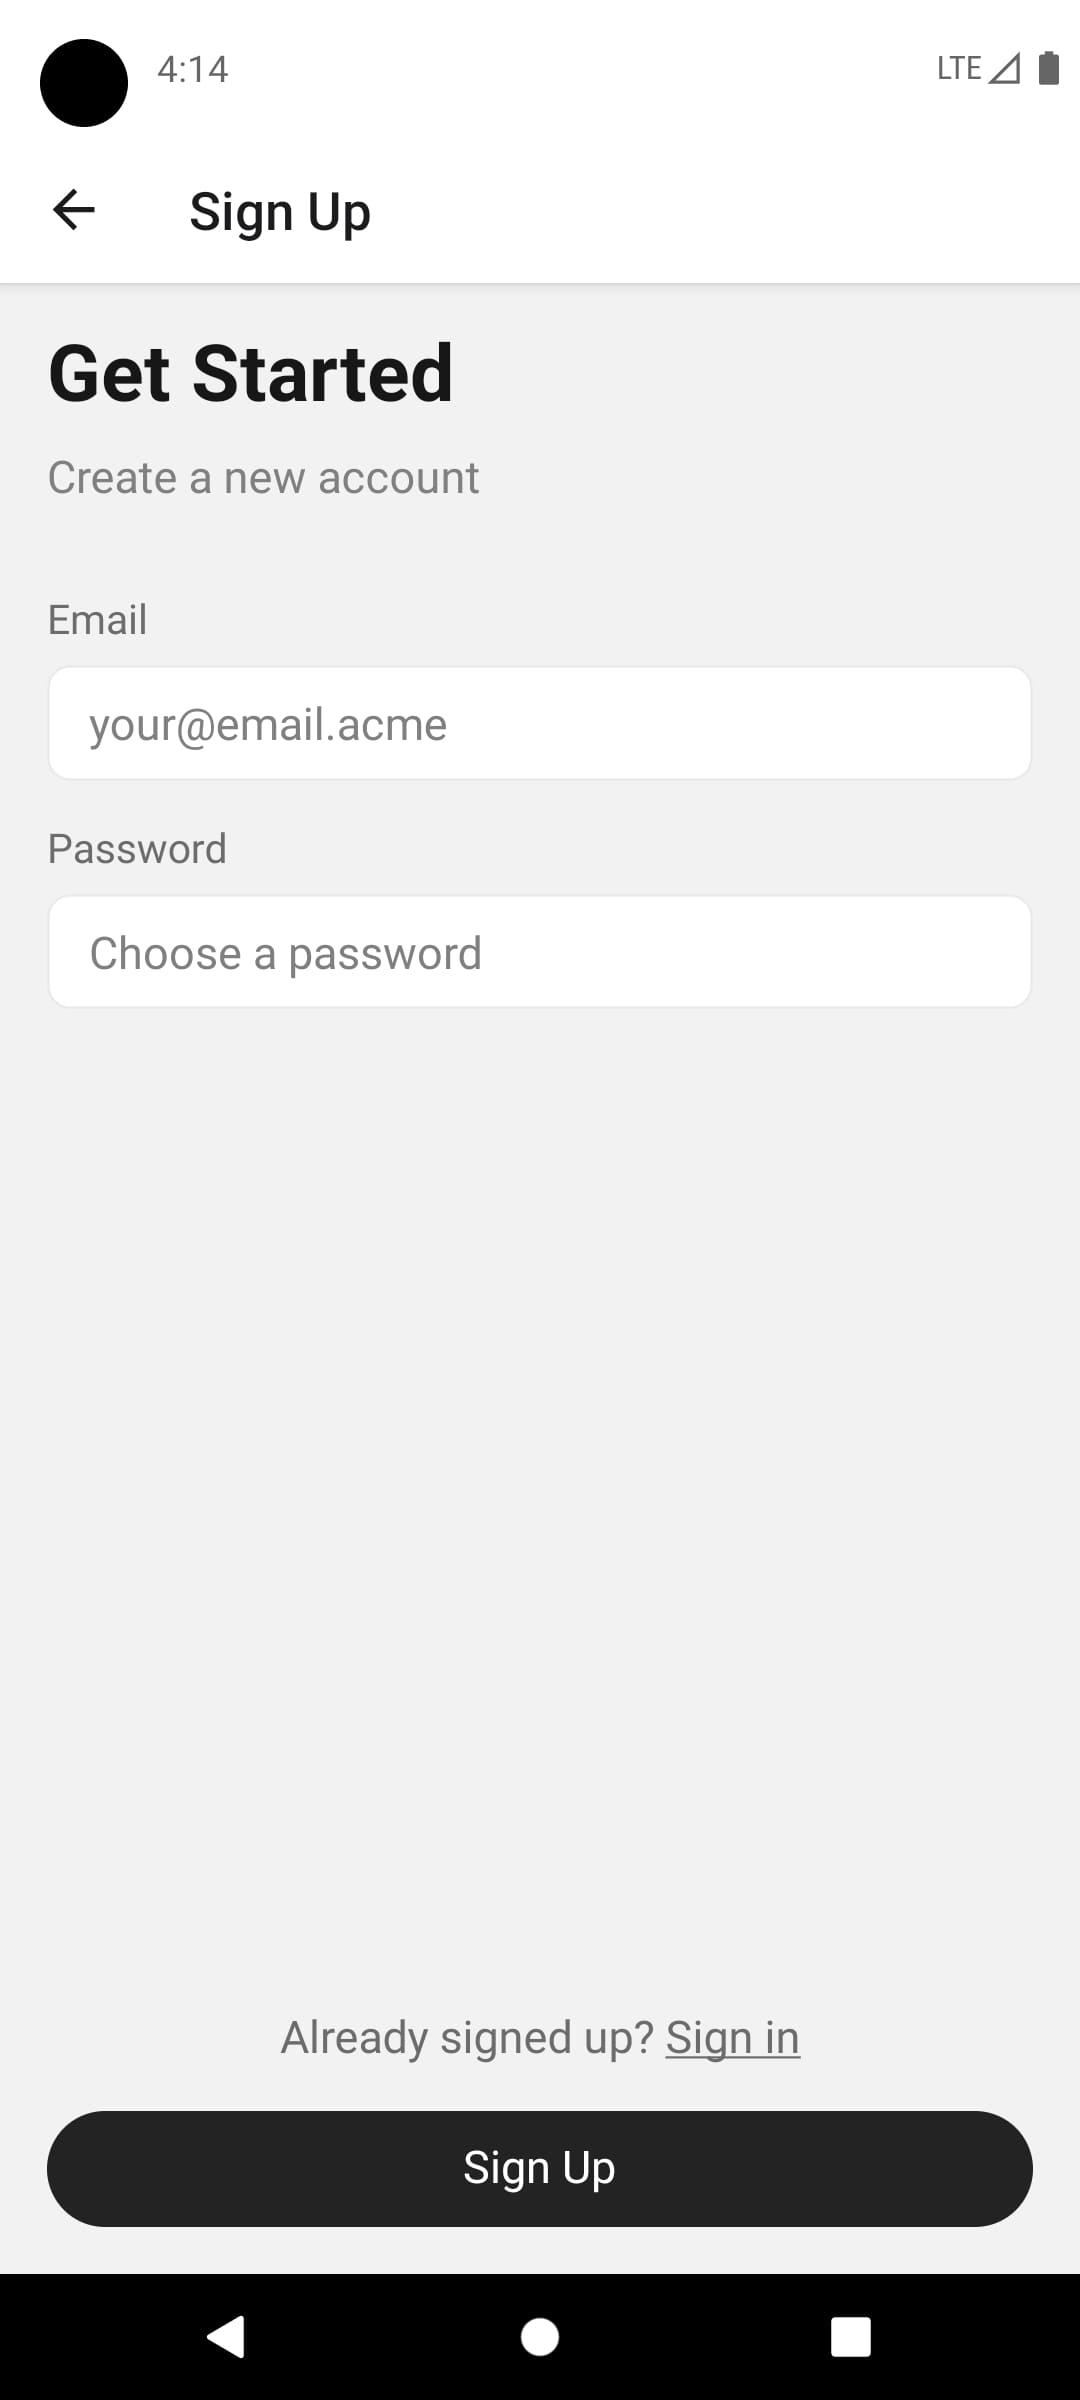 4:14
LTE
Sign Up
Get Started
Create a new account
Email
your@email.acme
Password
Choose a password
Already signed up? Sign in
Sign Up